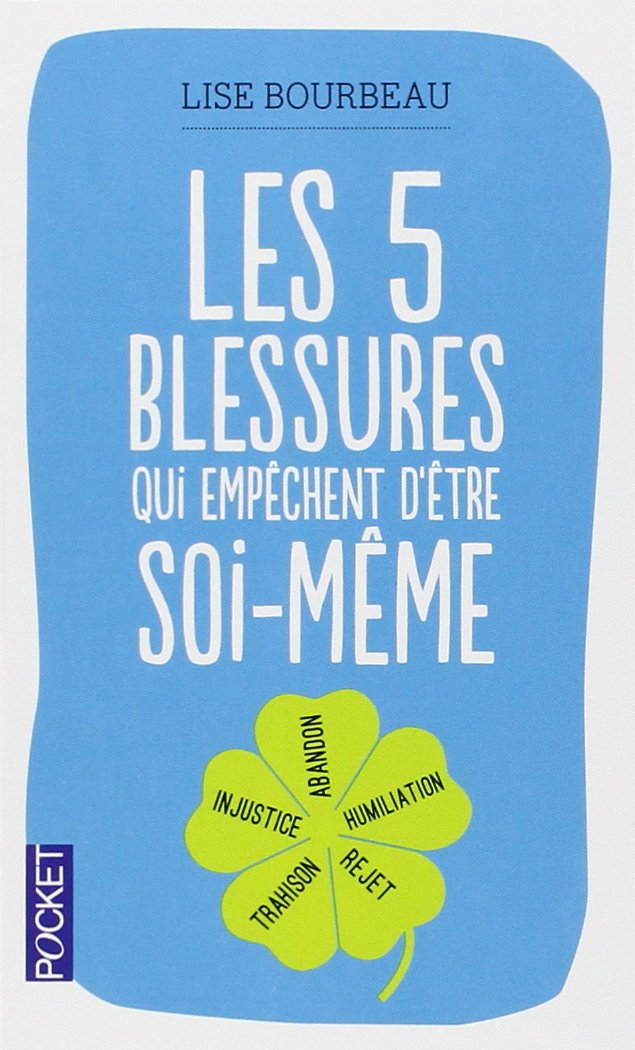 LISE BOURBEAU
LES 5
BLESSURES
QUi EMPÊCHENT D'ÊTRE
SOi-MÊME
ABANDON
HUMILIATION
REJET
TRAHISON
INJUSTICE
POCKET